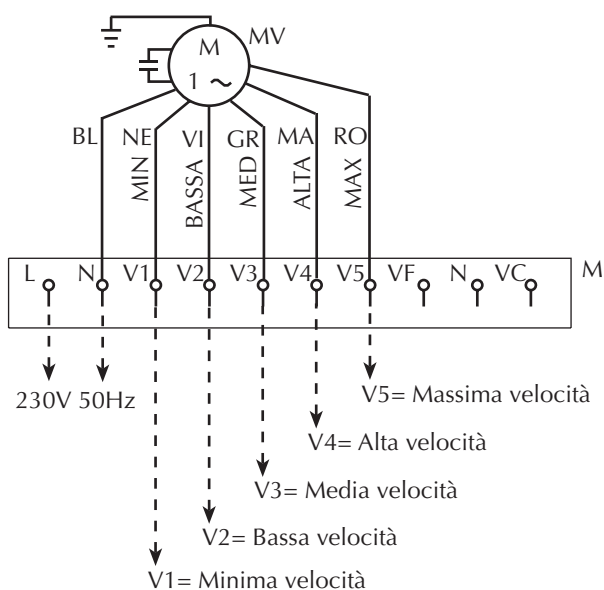 M MV
1 ~
BL NE VI GR MA RO
MIN BASSA MED ALTA MAX
L N V1 V2 V3 V4 V5 VF N VC M
230V 50Hz
V5= Massima velocità
V4= Alta velocità
V3= Media velocità
V2= Bassa velocità
V1= Minima velocità